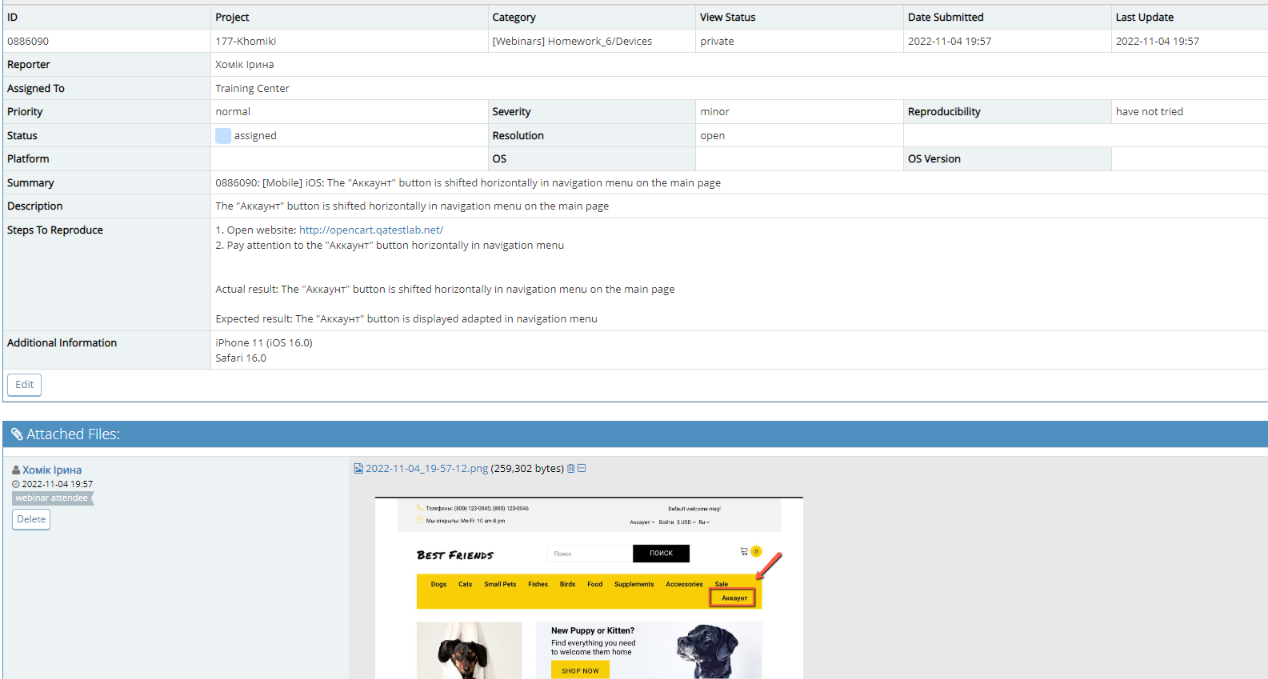 ID Project Category View Status Date Submitted Last Update
0886090 177-Khomikl [Webinars] Homework_6/Devices private 2022-11-04 19:57 2022-11-04 19:57
Reporter Хомік Ірина
Assigned To Training Center
Priority normal Severity minor Reproducibility have not tried
Status assigned Resolution open
Platform OS OS Version
Summary 0886090: [Mobile] iOS: The "Аккаунт" button is shifted horizontally in navigation menu on the main page
Description The "Аккаунт" button is shifted horizontally in navigation menu on the main page
Steps To Reproduce 1. Open website: http://opencart.qatestlab.net/
2. Pay attention to the "Аккаунт" button horizontally in navigation menu
Actual result: The "Аккаунт" button is shifted horizontally in navigation menu on the main page
Expected result: The "Аккаунт" button is displayed adapted in navigation menu
Additional Information iPhone 11 (iOS 16.0)
Safari 16.0
Edit
Attached Files:
Хомік Ірина
2022-11-04 19:57
webinar attendee
Delete
2022-11-04_19-57-12.png (259,302 bytes)
Телефоны: (800) 123-0045; (800) 123-0046 Default welcome msg!
Мы открыты: Mn-Fr: 10 am-8 pm Аккаунт Войти $ USD Ru
BEST FRIENDS Поиск ПОИСК 0
Dogs Cats Small Pets Fishes Birds Food Supplements Accessories Sale
Аккаунт
New Puppy or Kitten?
Find everything you need
to welcome them home
SHOP NOW